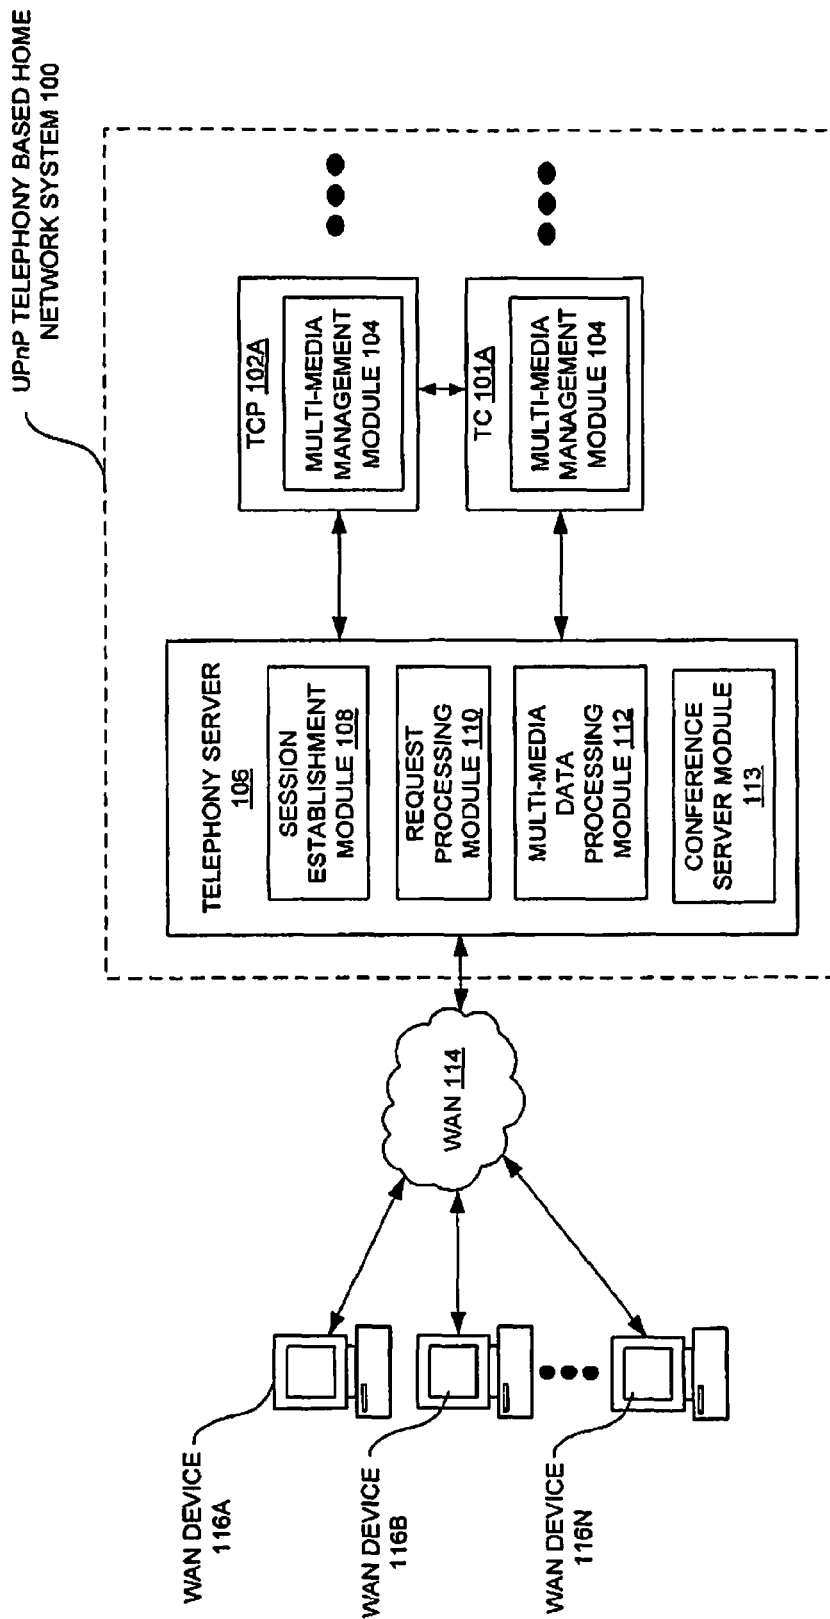 UPnP TELEPHONY BASED HOME
NETWORK SYSTEM 100
TELEPHONY SERVER
106
SESSION
ESTABLISHMENT
MODULE 108
REQUEST
PROCESSING
MODULE 110
MULTI-MEDIA
DATA
PROCESSING
MODULE 112
CONFERENCE
SERVER MODULE
113
TCP 102A
MULTI-MEDIA
MANAGEMENT
MODULE 104
TC 101A
MULTI-MEDIA
MANAGEMENT
MODULE 104
WAN 114
WAN DEVICE
116A
WAN DEVICE
116B
WAN DEVICE
116N